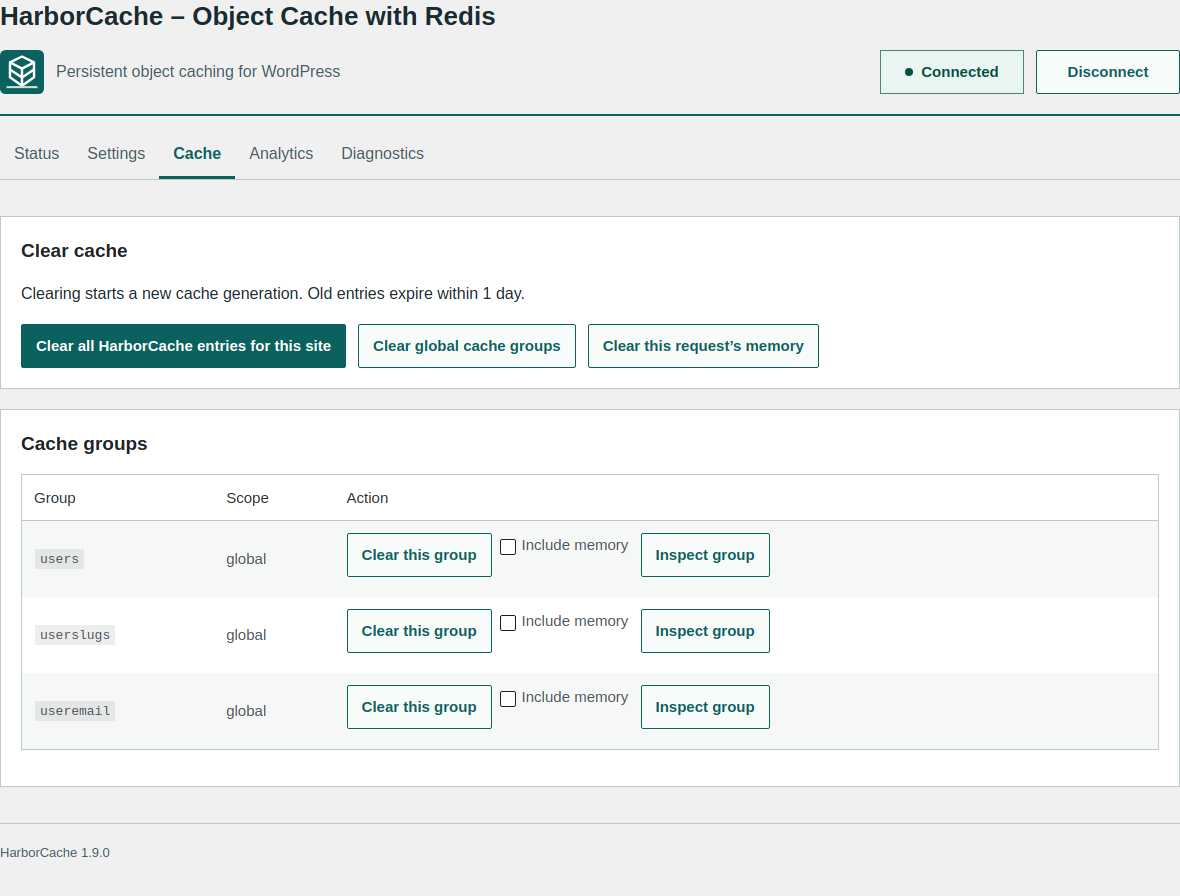 HarborCache – Object Cache with Redis
Persistent object caching for WordPress
Connected
Disconnect
Status Settings Cache Analytics Diagnostics
Clear cache
Clearing starts a new cache generation. Old entries expire within 1 day.
Clear all HarborCache entries for this site
Clear global cache groups
Clear this request’s memory
Cache groups
Group Scope Action
users global Clear this group Include memory Inspect group
userslugs global Clear this group Include memory Inspect group
useremail global Clear this group Include memory Inspect group
HarborCache 1.9.0